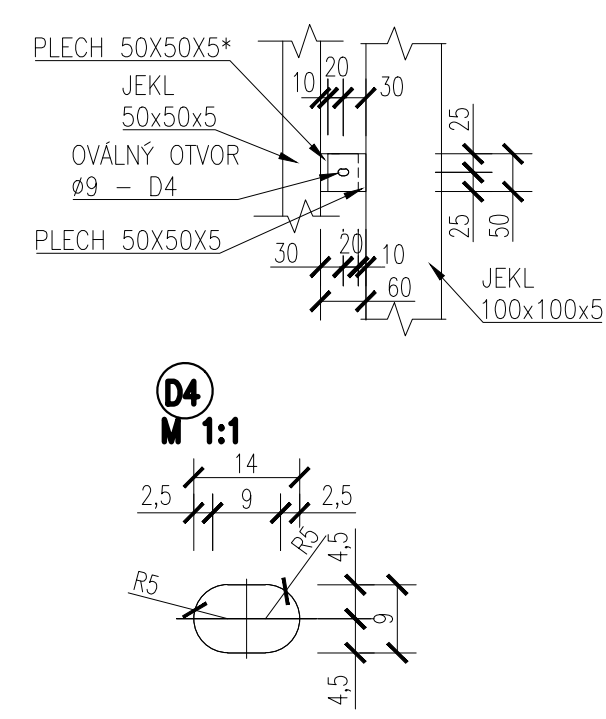 PLECH 50X50X5*
10
20
30
JEKL
50x50x5
25
OVÁLNÝ OTVOR
ø9 – D4
PLECH 50X50X5
25
50
30
20
10
60
JEKL
100x100x5
D4
M 1:1
14
2,5
9
2,5
R5
4,5
R5
9
4,5